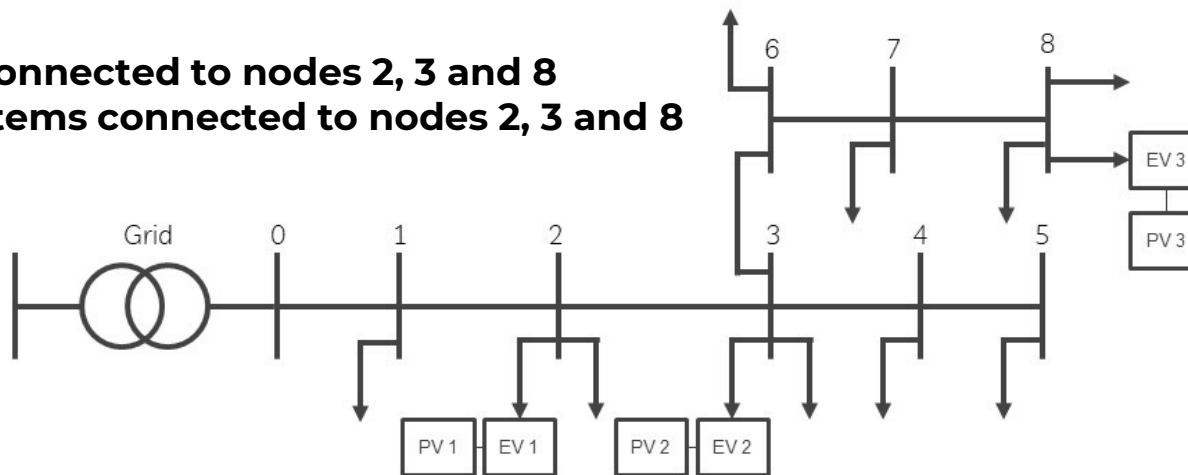 onnected to nodes 2, 3 and 8
tems connected to nodes 2, 3 and 8
6 7 8
EV 3
PV 3
Grid 0 1 2 3 4 5
PV 1 EV 1 PV 2 EV 2